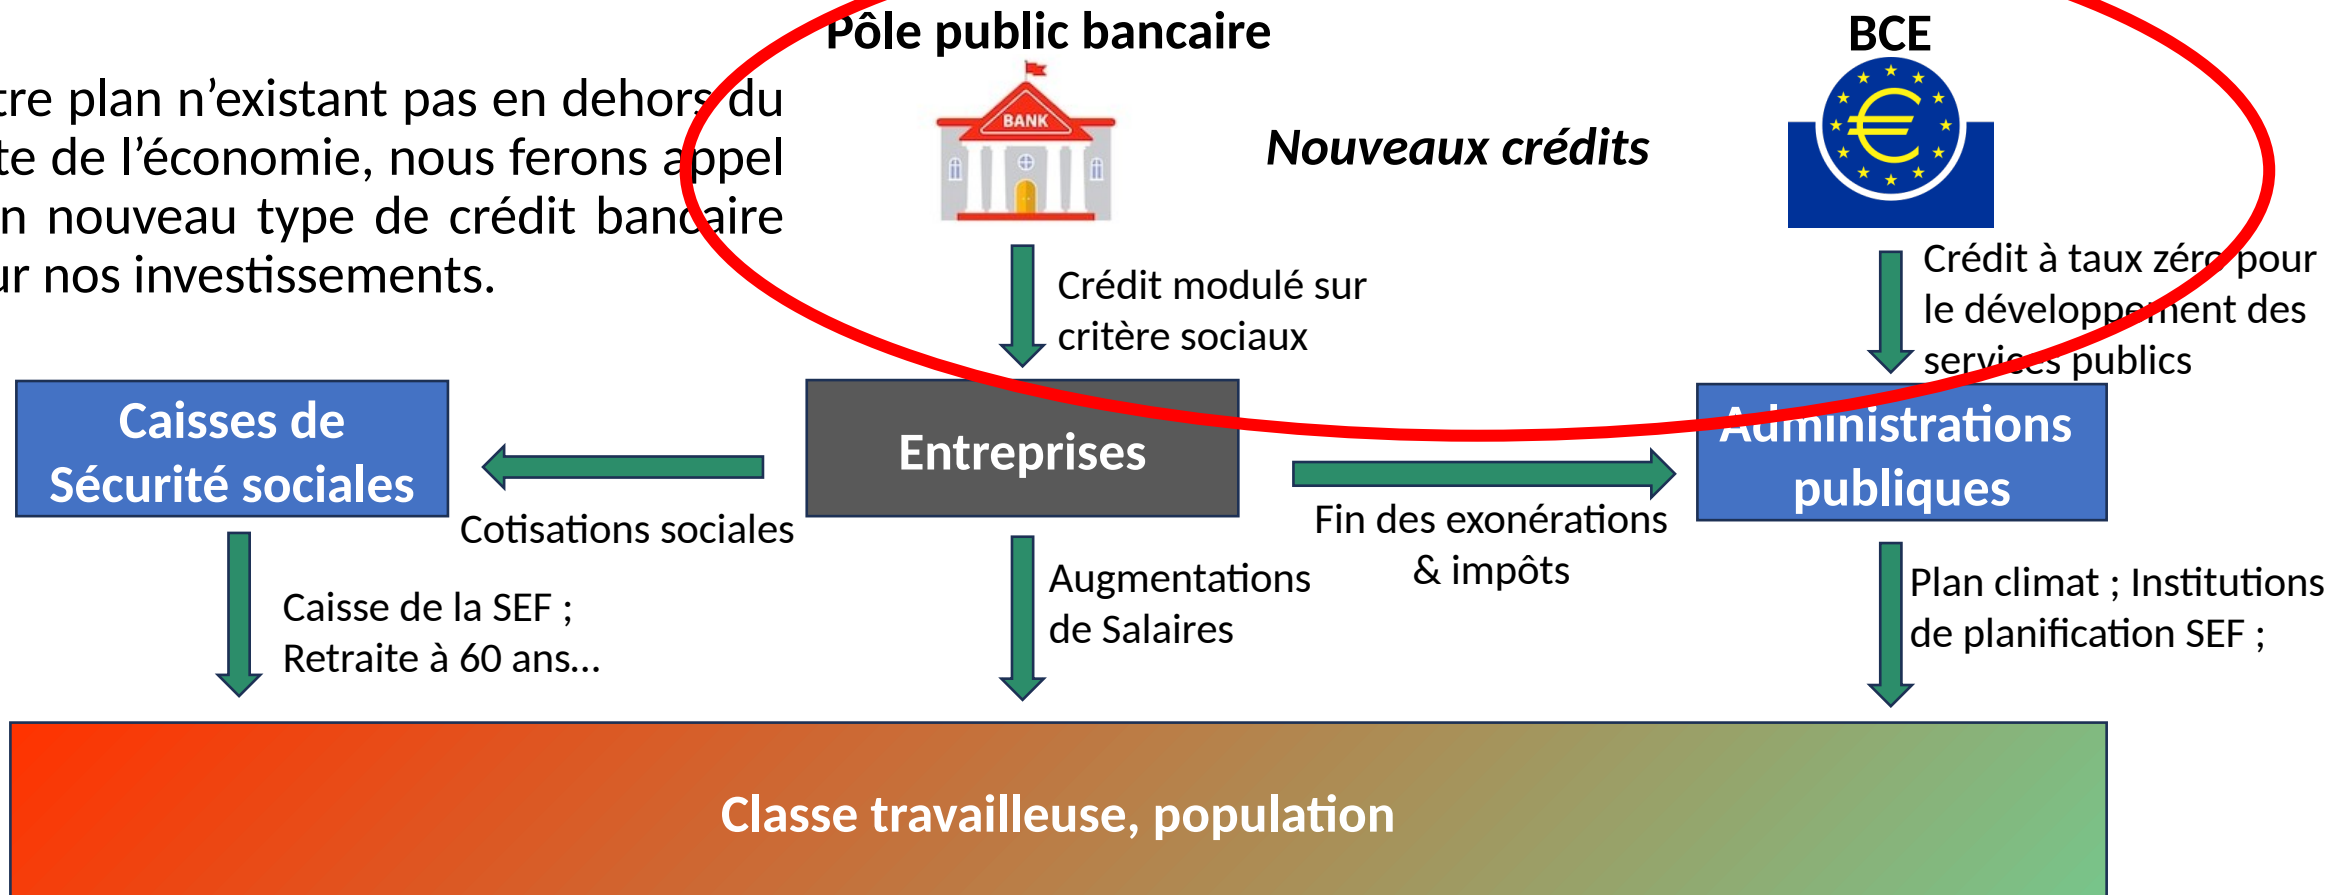 Pôle public bancaire
BCE
tre plan n’existant pas en dehors du
te de l’économie, nous ferons appel
n nouveau type de crédit bancaire
ur nos investissements.
BANK
Nouveaux crédits
Crédit modulé sur
critère sociaux
Crédit à taux zéro pour
le développement des
services publics
Caisses de
Sécurité sociales
Entreprises
Administrations
publiques
Cotisations sociales
Fin des exonérations
& impôts
Caisse de la SEF ;
Retraite à 60 ans...
Augmentations
de Salaires
Plan climat ; Institutions
de planification SEF ;
Classe travailleuse, population